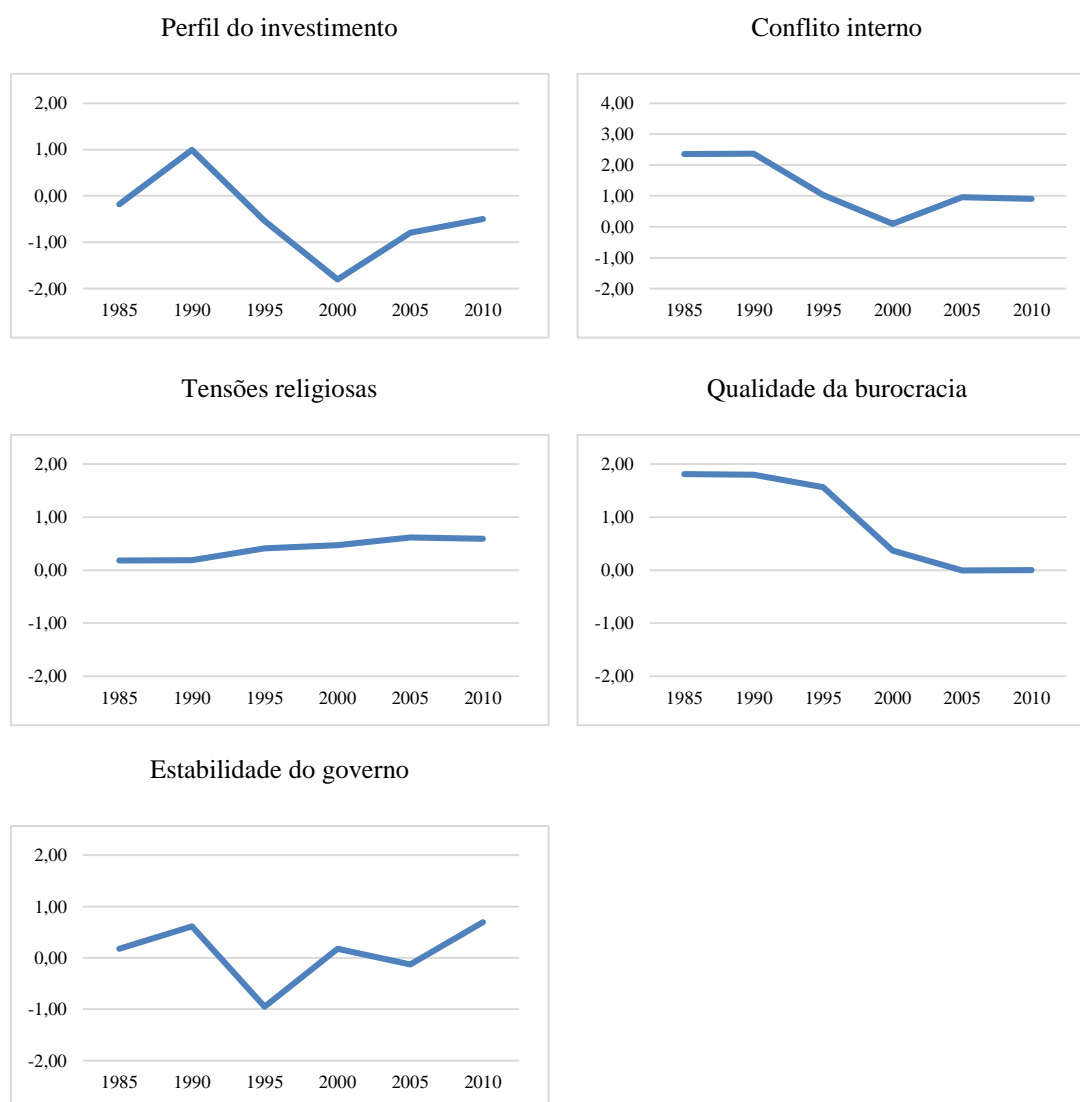 Perfil do investimento
2,00
1,00
0,00
-1,00
-2,00
1985 1990 1995 2000 2005 2010
Conflito interno
4,00
3,00
2,00
1,00
0,00
-1,00
-2,00
1985 1990 1995 2000 2005 2010
Tensões religiosas
2,00
1,00
0,00
-1,00
-2,00
1985 1990 1995 2000 2005 2010
Qualidade da burocracia
2,00
1,00
0,00
-1,00
-2,00
1985 1990 1995 2000 2005 2010
Estabilidade do governo
2,00
1,00
0,00
-1,00
-2,00
1985 1990 1995 2000 2005 2010